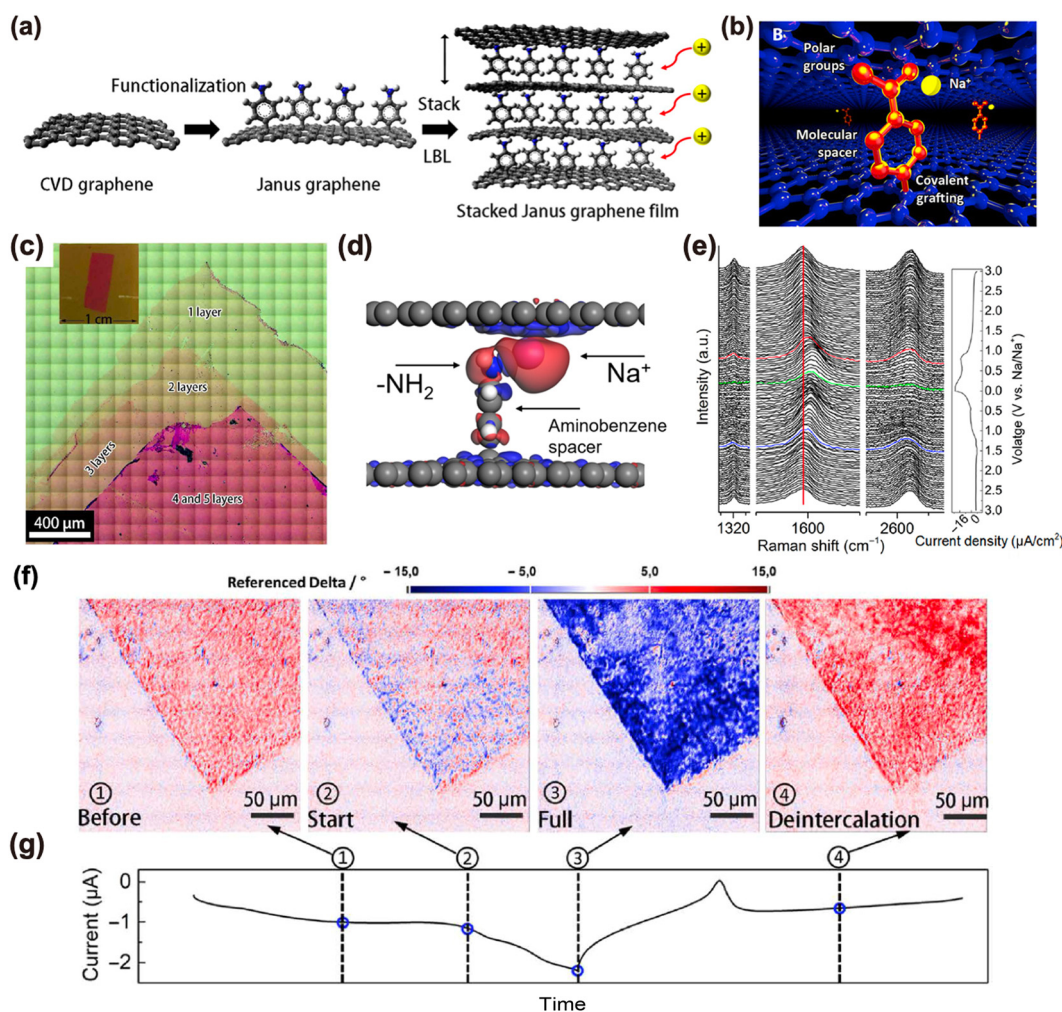 (a)
Functionalization
Stack
LBL
CVD graphene
Janus graphene
Stacked Janus graphene film
+
+
+
(b)
B
Polar
groups
Na⁺
Molecular
spacer
Covalent
grafting
(c)
1 cm
1 layer
2 layers
3 layers
4 and 5 layers
400 µm
(d)
-NH₂
Na⁺
Aminobenzene
spacer
(e)
Intensity (a.u.)
1320
1600
2600
Raman shift (cm⁻¹)
3.0
2.5
2.0
1.5
1.0
0.5
0.0
0.5
1.0
1.5
2.0
2.5
3.0
Volatge (V vs. Na/Na⁺)
-16
0
Current density (µA/cm²)
(f)
Referenced Delta / °
-15,0
-5,0
5,0
15,0
① Before
50 µm
② Start
50 µm
③ Full
50 µm
④ Deintercalation
50 µm
(g)
① ② ③ ④
Current (µA)
0
-1
-2
Time